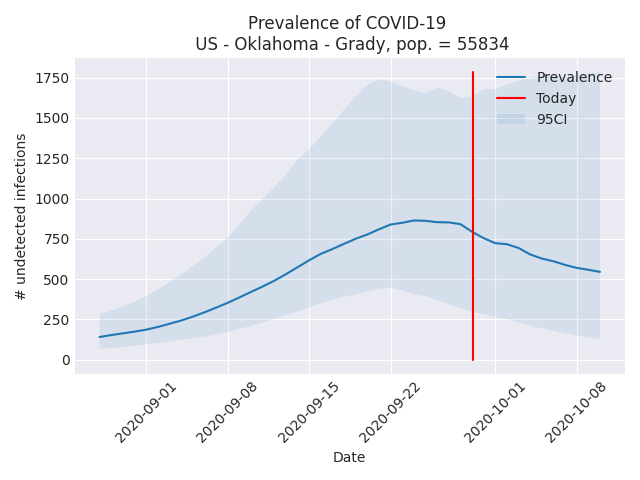 Prevalence of COVID-19
US - Oklahoma - Grady, pop. = 55834
Prevalence
Today
95CI
# undetected infections
1750
1500
1250
1000
750
500
250
0
2020-09-01
2020-09-08
2020-09-15
2020-09-22
2020-10-01
2020-10-08
Date